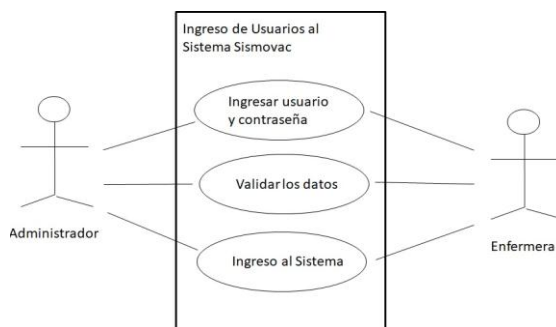 Ingreso de Usuarios al
Sistema Sismovac
Ingresar usuario
y contraseña
Validar los datos
Administrador
Ingreso al Sistema
Enfermera